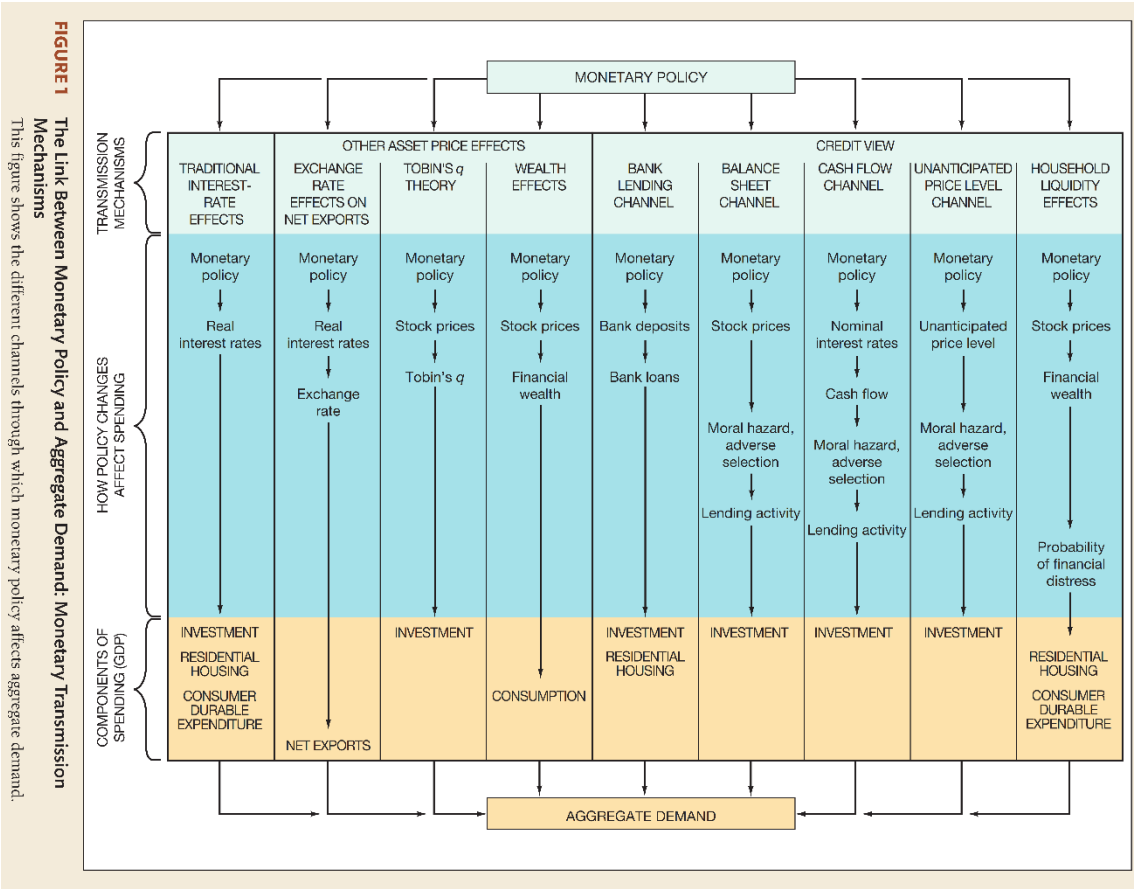 FIGURE 1
The Link Between Monetary Policy and Aggregate Demand: Monetary Transmission
Mechanisms
This figure shows the different channels through which monetary policy affects aggregate demand.
MONETARY POLICY
TRANSMISSION
MECHANISMS
OTHER ASSET PRICE EFFECTS
CREDIT VIEW
TRADITIONAL
INTEREST-
RATE
EFFECTS
EXCHANGE
RATE
EFFECTS ON
NET EXPORTS
TOBIN'S q
THEORY
WEALTH
EFFECTS
BANK
LENDING
CHANNEL
BALANCE
SHEET
CHANNEL
CASH FLOW
CHANNEL
UNANTICIPATED
PRICE LEVEL
CHANNEL
HOUSEHOLD
LIQUIDITY
EFFECTS
HOW POLICY CHANGES
AFFECT SPENDING
Monetary
policy
Real
interest rates
Monetary
policy
Real
interest rates
Exchange
rate
Monetary
policy
Stock prices
Tobin's q
Monetary
policy
Stock prices
Financial
wealth
Monetary
policy
Bank deposits
Bank loans
Monetary
policy
Stock prices
Moral hazard,
adverse
selection
Lending activity
Monetary
policy
Nominal
interest rates
Cash flow
Moral hazard,
adverse
selection
Lending activity
Monetary
policy
Unanticipated
price level
Moral hazard,
adverse
selection
Lending activity
Monetary
policy
Stock prices
Financial
wealth
Probability
of financial
distress
COMPONENTS OF
SPENDING (GDP)
INVESTMENT
RESIDENTIAL
HOUSING
CONSUMER
DURABLE
EXPENDITURE
NET EXPORTS
INVESTMENT
CONSUMPTION
INVESTMENT
RESIDENTIAL
HOUSING
INVESTMENT
INVESTMENT
INVESTMENT
RESIDENTIAL
HOUSING
CONSUMER
DURABLE
EXPENDITURE
AGGREGATE DEMAND